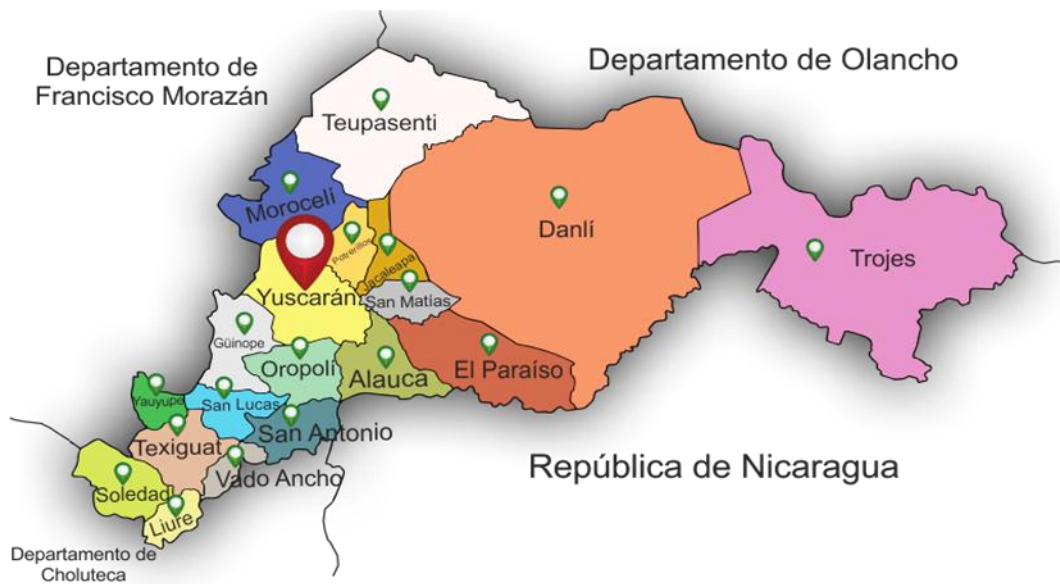 Departamento de
Francisco Morazán
Departamento de Olancho
Teupasenti
Morocelí
Danlí
Potrerillos
Jacaleapa
Trojes
Yuscarán
San Matías
Güinope
Oropolí
Alauca
El Paraíso
Yauyupe
San Lucas
San Antonio
Texiguat
República de Nicaragua
Vado Ancho
Soledad
Liure
Departamento de
Choluteca